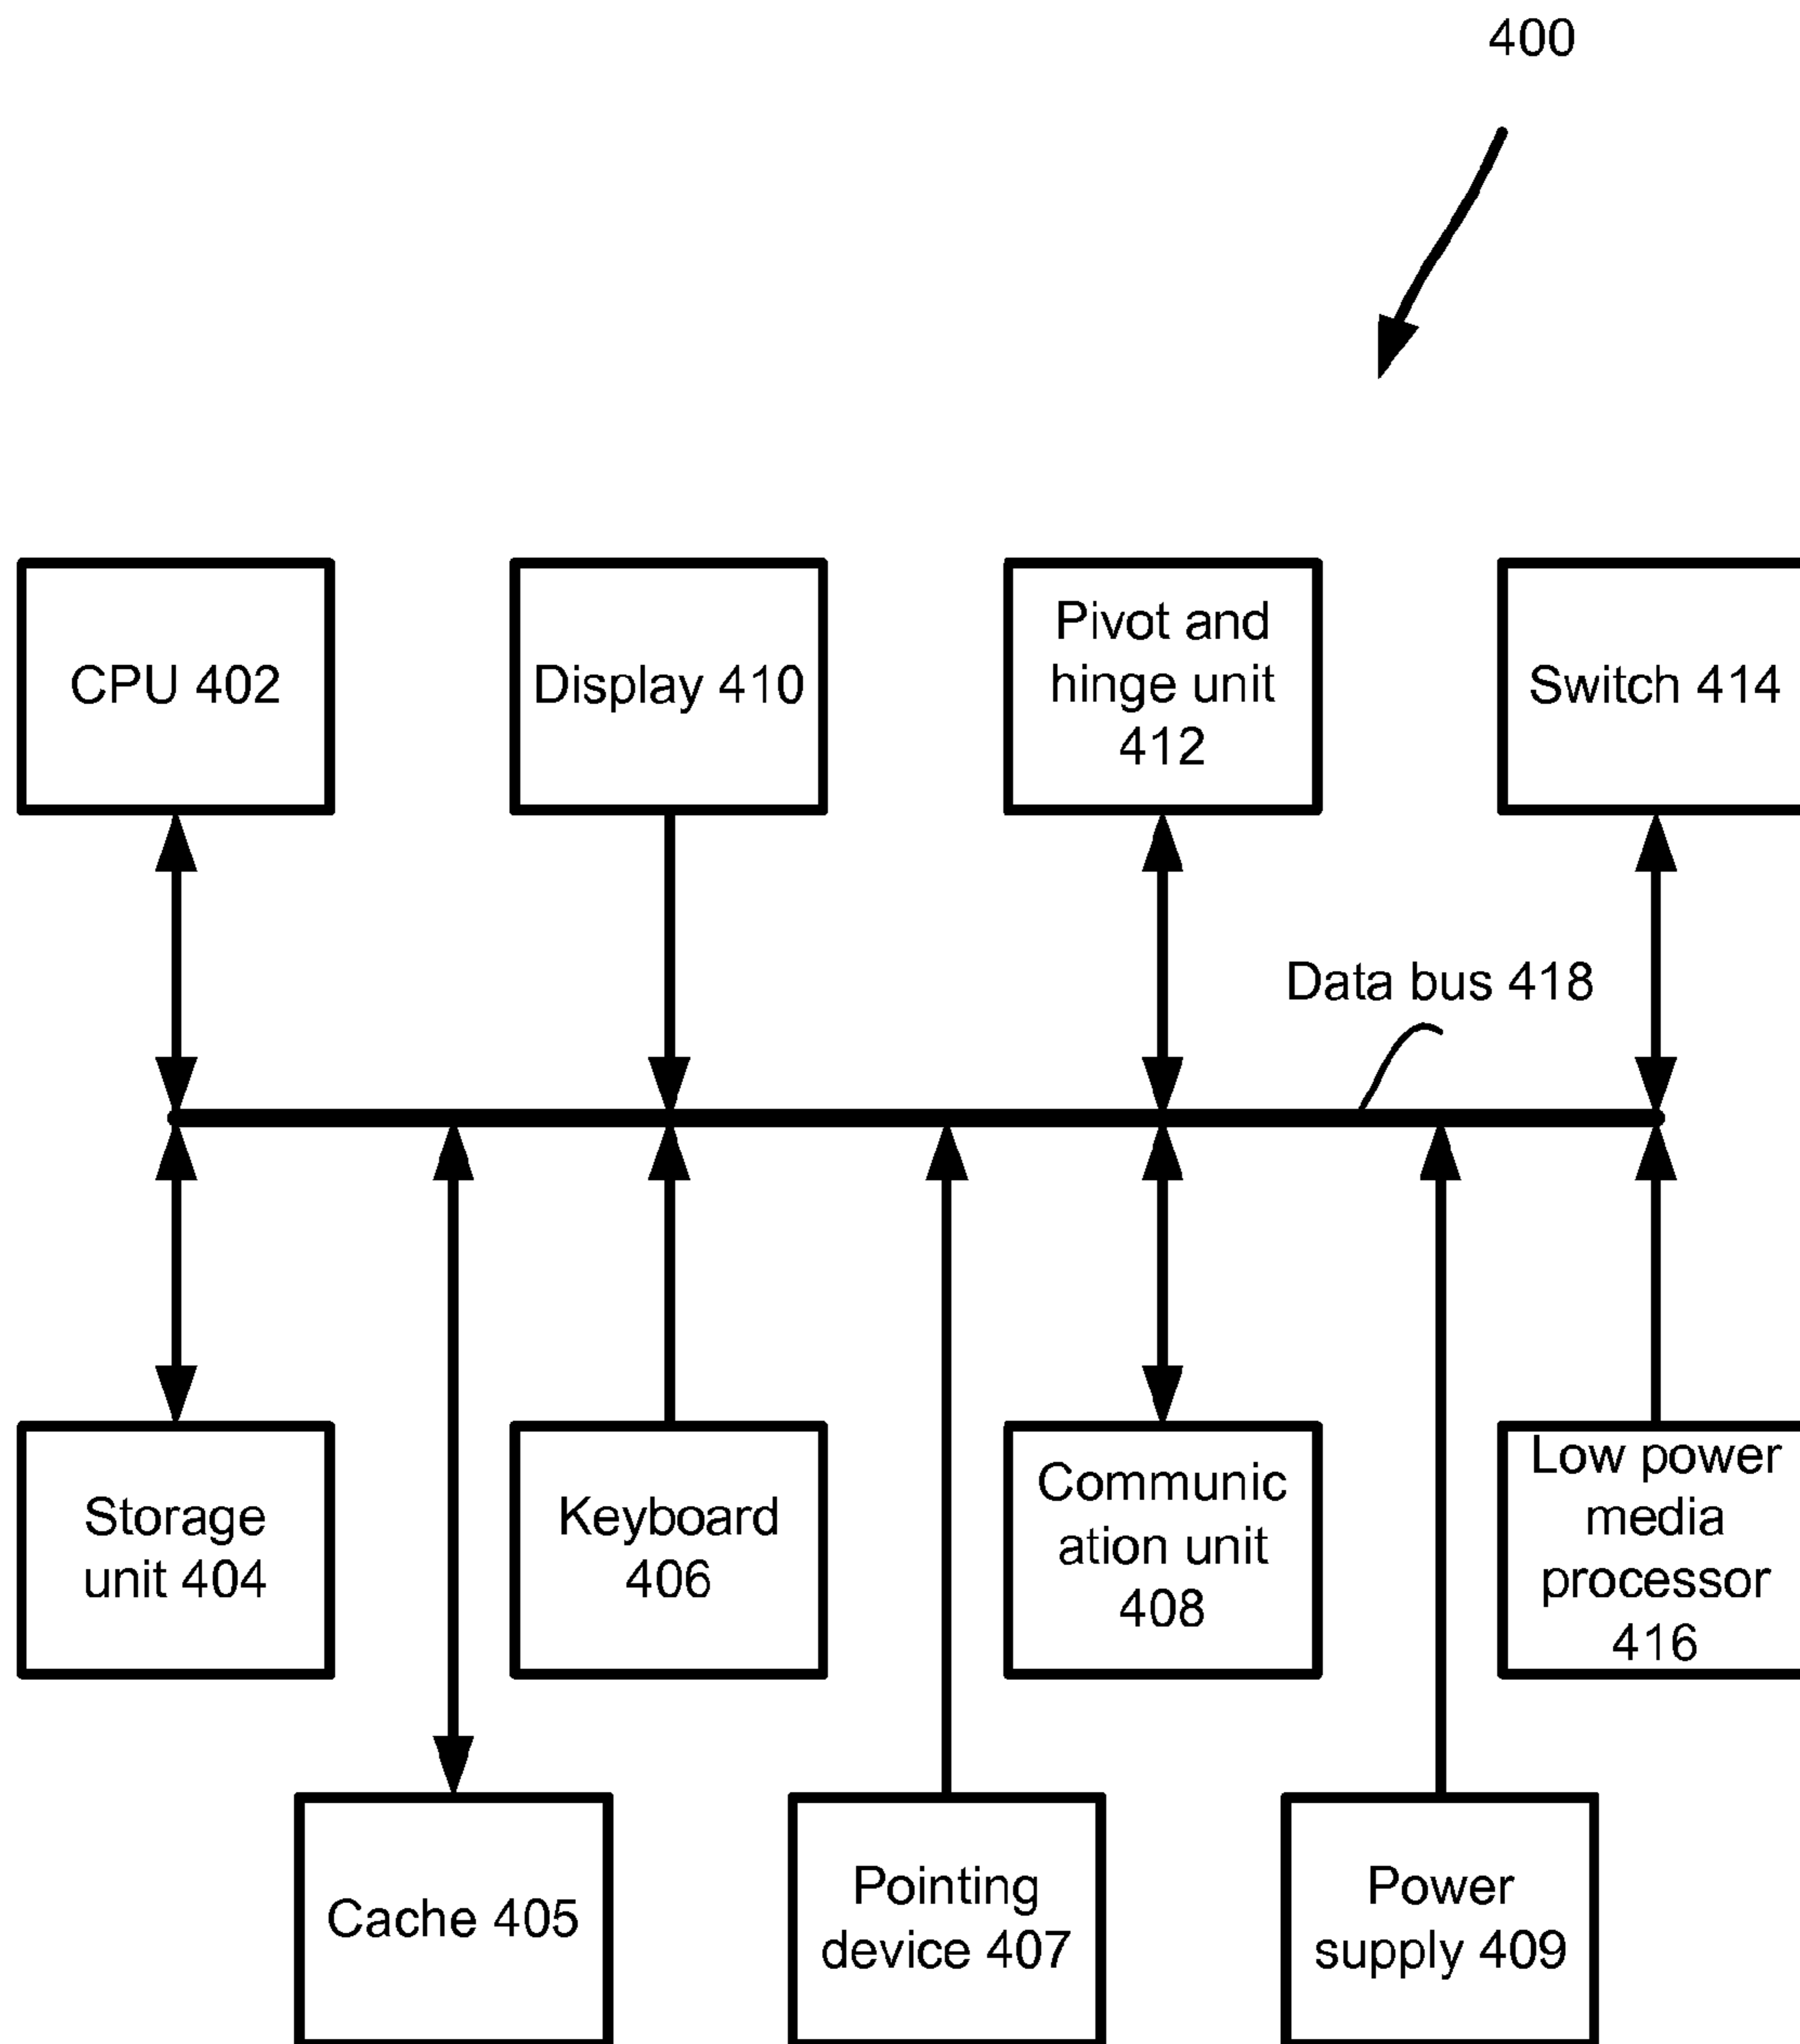 400
CPU 402
Display 410
Pivot and
hinge unit
412
Switch 414
Data bus 418
Storage
unit 404
Keyboard
406
Communic
ation unit
408
Low power
media
processor
416
Cache 405
Pointing
device 407
Power
supply 409